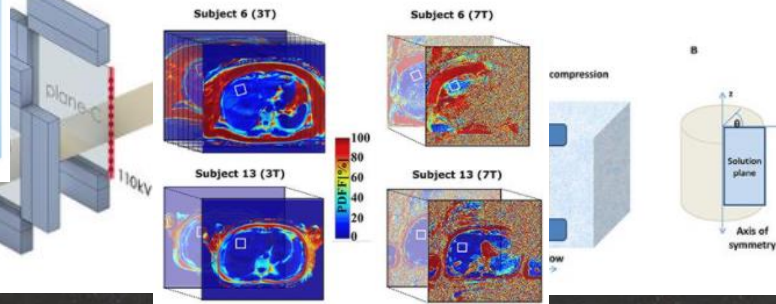 plane-C
110kV
Subject 6 (3T)
Subject 6 (7T)
Subject 13 (3T)
Subject 13 (7T)
100
80
60
40
20
0
PDFF[%]
compression
ow
B
z
θ
Solution
plane
Axis of
symmetry